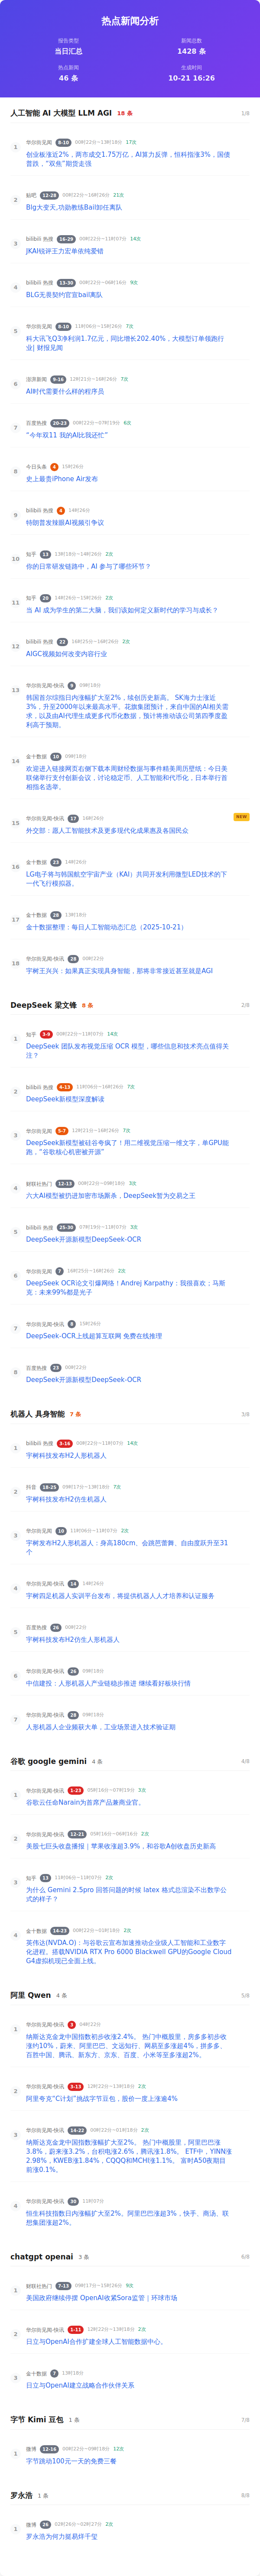 热点新闻分析
报告类型
新闻总数
当日汇总
1428 条
热点新闻
生成时间
46 条
10-21 16:26
人工智能 AI 大模型 LLM AGI 18 条 1/8
1 华尔街见闻 8-10 00时22分~13时18分 17次
创业板涨近2%，两市成交1.75万亿，AI算力反弹，恒科指涨3%，国债
普跌，“双焦”期货走强
2 贴吧 12-28 00时22分~16时26分 21次
Blg大变天,功勋教练Bail卸任离队
3 bilibili 热搜 16-29 00时22分~11时07分 14次
JKAI锐评王力宏单依纯爱错
4 bilibili 热搜 13-30 00时22分~06时16分 9次
BLG无畏契约官宣bail离队
5 华尔街见闻 8-10 11时06分~15时26分 7次
科大讯飞Q3净利润1.7亿元，同比增长202.40%，大模型订单领跑行
业| 财报见闻
6 澎湃新闻 9-16 12时21分~16时26分 7次
AI时代需要什么样的程序员
7 百度热搜 20-23 00时22分~07时19分 6次
“今年双11 我的AI比我还忙”
8 今日头条 4 15时26分
史上最贵iPhone Air发布
9 bilibili 热搜 4 14时26分
特朗普发辣眼AI视频引争议
10 知乎 13 13时18分~14时26分 2次
你的日常研发链路中，AI 参与了哪些环节？
11 知乎 20 14时26分~15时26分 2次
当 AI 成为学生的第二大脑，我们该如何定义新时代的学习与成长？
12 bilibili 热搜 22 16时25分~16时26分 2次
AIGC视频如何改变内容行业
13 华尔街见闻-快讯 9 09时18分
韩国首尔综指日内涨幅扩大至2%，续创历史新高。 SK海力士涨近
3%，升至2000年以来最高水平。花旗集团预计，来自中国的AI相关需
求，以及由AI代理生成更多代币化数据，预计将推动该公司第四季度盈
利高于预期。
14 金十数据 10 09时18分
欢迎进入链接网页右侧下载本周财经数据与事件精美周历壁纸：今日美
联储举行支付创新会议，讨论稳定币、人工智能和代币化，日本举行首
相指名选举。
15 华尔街见闻-快讯 17 16时26分 NEW
外交部：愿人工智能技术及更多现代化成果惠及各国民众
16 金十数据 23 14时26分
LG电子将与韩国航空宇航产业（KAI）共同开发利用微型LED技术的下
一代飞行模拟器。
17 金十数据 28 13时18分
金十数据整理：每日人工智能动态汇总（2025-10-21）
18 华尔街见闻-快讯 28 00时22分
宇树王兴兴：如果真正实现具身智能，那将非常接近甚至就是AGI
DeepSeek 梁文锋 8 条 2/8
1 知乎 3-9 00时22分~11时07分 14次
DeepSeek 团队发布视觉压缩 OCR 模型，哪些信息和技术亮点值得关
注？
2 bilibili 热搜 4-13 11时06分~16时26分 7次
DeepSeek新模型深度解读
3 华尔街见闻 5-7 12时21分~16时26分 7次
DeepSeek新模型被硅谷夸疯了！用二维视觉压缩一维文字，单GPU能
跑，“谷歌核心机密被开源”
4 财联社热门 12-13 00时22分~09时18分 3次
六大AI模型被扔进加密市场厮杀，DeepSeek暂为交易之王
5 bilibili 热搜 25-30 07时19分~11时07分 3次
DeepSeek开源新模型DeepSeek-OCR
6 华尔街见闻 7 16时25分~16时26分 2次
DeepSeek OCR论文引爆网络！Andrej Karpathy：我很喜欢；马斯
克：未来99%都是光子
7 华尔街见闻-快讯 8 15时26分
DeepSeek-OCR上线超算互联网 免费在线推理
8 百度热搜 23 00时22分
DeepSeek开源新模型DeepSeek-OCR
机器人 具身智能 7 条 3/8
1 bilibili 热搜 3-16 00时22分~11时07分 14次
宇树科技发布H2人形机器人
2 抖音 18-25 09时17分~13时18分 7次
宇树科技发布H2仿生机器人
3 华尔街见闻 10 11时06分~11时07分 2次
宇树发布H2人形机器人：身高180cm、会跳芭蕾舞、自由度跃升至31
个
4 华尔街见闻-快讯 14 14时26分
宇树四足机器人实训平台发布，将提供机器人人才培养和认证服务
5 百度热搜 26 00时22分
宇树科技发布H2仿生人形机器人
6 华尔街见闻-快讯 26 09时18分
中信建投：人形机器人产业链稳步推进 继续看好板块行情
7 华尔街见闻-快讯 28 09时18分
人形机器人企业频获大单，工业场景进入技术验证期
谷歌 google gemini 4 条 4/8
1 华尔街见闻-快讯 1-23 05时16分~07时19分 3次
谷歌云任命Narain为首席产品兼商业官。
2 华尔街见闻-快讯 12-21 05时16分~06时16分 2次
美股七巨头收盘播报｜苹果收涨超3.9%，和谷歌A创收盘历史新高
3 知乎 13 11时06分~11时07分 2次
为什么 Gemini 2.5pro 回答问题的时候 latex 格式总渲染不出数学公
式的样子？
4 金十数据 14-23 00时22分~02时18分 2次
英伟达(NVDA.O)：与谷歌云宣布加速推动企业级人工智能和工业数字
化进程。搭载NVIDIA RTX Pro 6000 Blackwell GPU的Google Cloud
G4虚拟机现已全面上线。
阿里 Qwen 4 条 5/8
1 华尔街见闻-快讯 3 04时22分
纳斯达克金龙中国指数初步收涨2.4%。 热门中概股里，房多多初步收
涨约10%，蔚来、阿里巴巴、文远知行、网易至多涨超4%，拼多多、
百胜中国、腾讯、新东方、京东、百度、小米等至多涨超2%。
2 华尔街见闻-快讯 3-13 12时22分~13时18分 2次
阿里夸克“C计划”挑战字节豆包，股价一度上涨逾4%
3 华尔街见闻-快讯 14-22 00时22分~01时18分 2次
纳斯达克金龙中国指数涨幅扩大至2%。 热门中概股里，阿里巴巴涨
3.8%，蔚来涨3.2%，台积电涨2.6%，腾讯涨1.8%。 ETF中，YINN涨
2.98%，KWEB涨1.84%，CQQQ和MCHI涨1.1%。 富时A50夜期目
前涨0.1%。
4 华尔街见闻-快讯 30 11时07分
恒生科技指数日内涨幅扩大至2%。阿里巴巴涨超3%，快手、商汤、联
想集团涨超2%。
chatgpt openai 3 条 6/8
1 财联社热门 7-13 09时17分~15时26分 9次
美国政府继续停摆 OpenAI收紧Sora监管｜环球市场
2 华尔街见闻-快讯 1-11 12时22分~13时18分 2次
日立与OpenAI合作扩建全球人工智能数据中心。
3 金十数据 7 13时18分
日立与OpenAI建立战略合作伙伴关系
字节 Kimi 豆包 1 条 7/8
1 微博 12-16 00时22分~09时18分 12次
字节跳动100元一天的免费三餐
罗永浩 1 条 8/8
1 微博 26 02时26分~02时27分 2次
罗永浩为何力挺易烊千玺